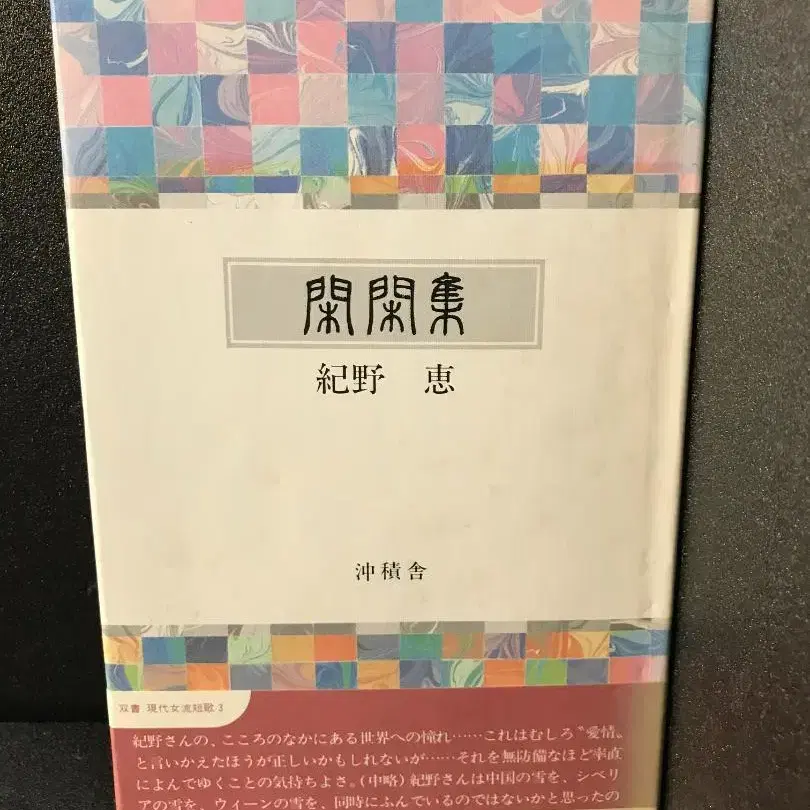 閑閑集
紀野 恵
沖積舎
双書 現代女流短歌 3
紀野さんの、こころのなかにある世界への憧れ……これはむしろ〝愛情〟
と言いかえたほうが正しいかもしれないが……それを無防備なほど率直
によんでゆくことの気持ちよさ。(中略)紀野さんは中国の雪を、シベリ
アの雪を、ウィーンの雪を、同時にふんでいるのではないかと思ったの